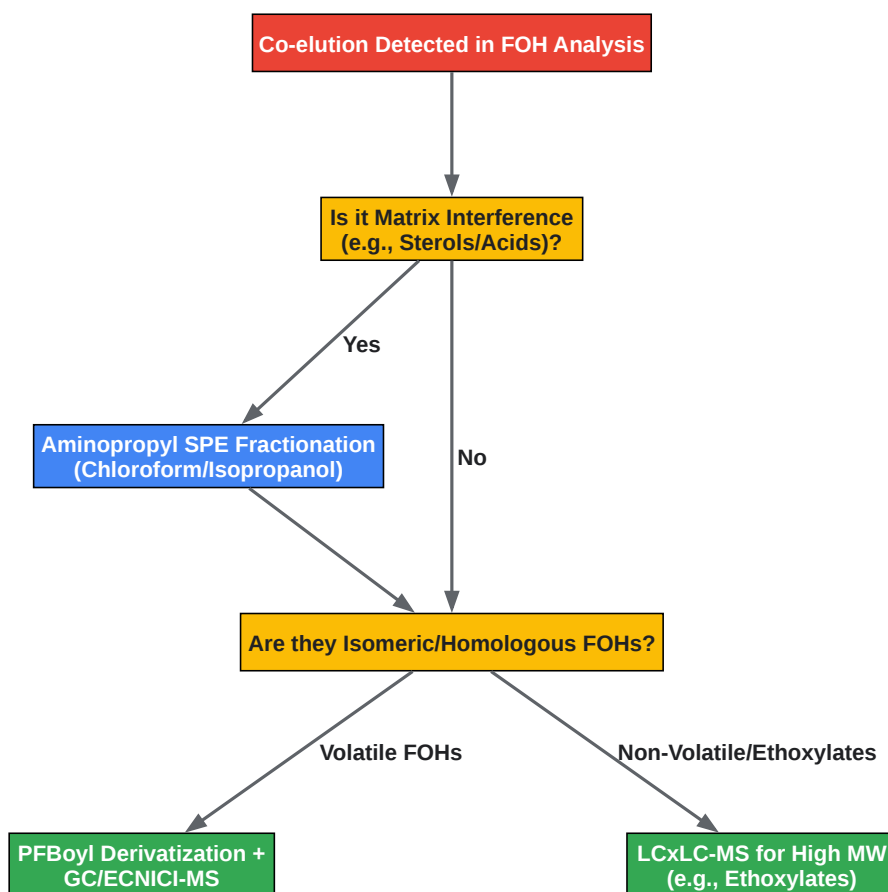 Co-elution Detected in FOH Analysis
Is it Matrix Interference
(e.g., Sterols/Acids)?
Yes
Aminopropyl SPE Fractionation
(Chloroform/Isopropanol)
No
Are they Isomeric/Homologous FOHs?
Volatile FOHs
Non-Volatile/Ethoxylates
PFBoyl Derivatization +
GC/ECNICI-MS
LCxLC-MS for High MW
(e.g., Ethoxylates)